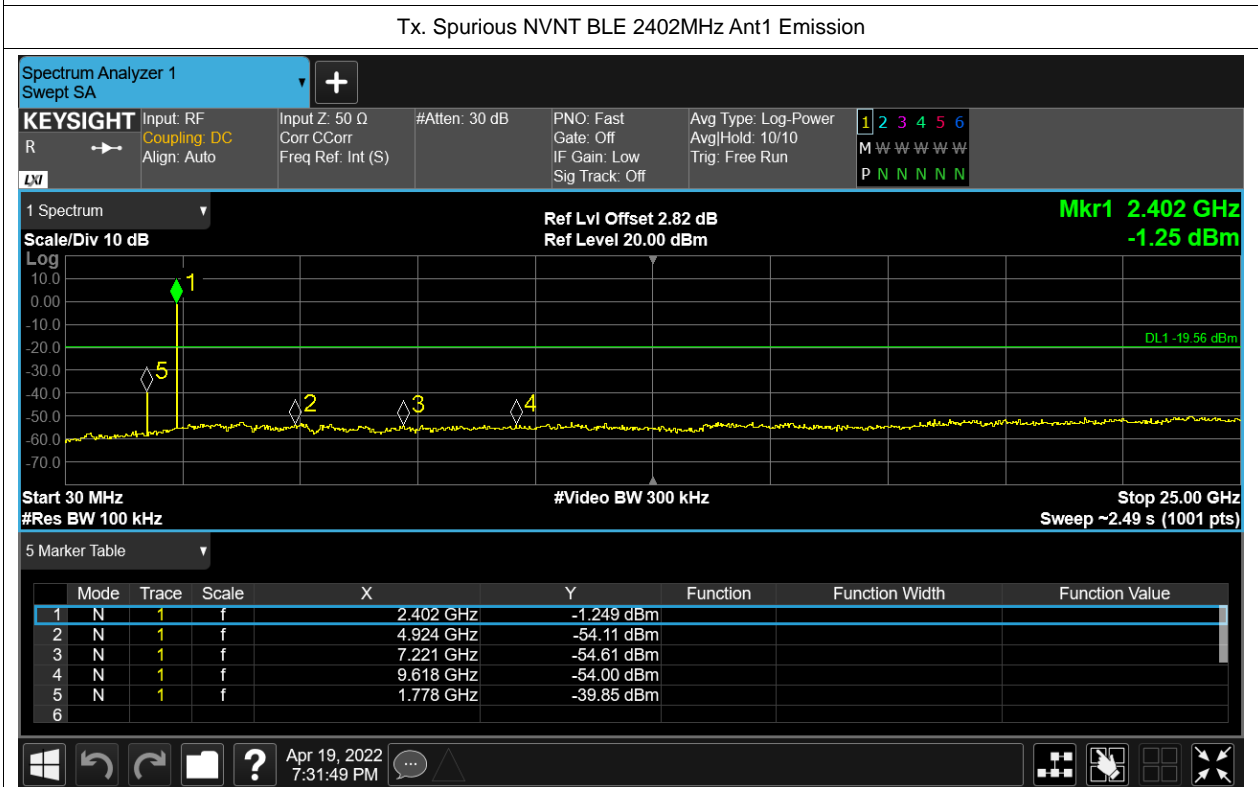 Tx. Spurious NVNT BLE 2402MHz Ant1 Emission
Spectrum Analyzer 1
Swept SA
KEYSIGHT
R
LXI
Input: RF
Coupling: DC
Align: Auto
Input Z: 50 Ω
Corr CCorr
Freq Ref: Int (S)
#Atten: 30 dB
PNO: Fast
Gate: Off
IF Gain: Low
Sig Track: Off
Avg Type: Log-Power
Avg|Hold: 10/10
Trig: Free Run
1 2 3 4 5 6
M W W W W W
P N N N N N
1 Spectrum
Scale/Div 10 dB
Ref Lvl Offset 2.82 dB
Ref Level 20.00 dBm
Mkr1 2.402 GHz
-1.25 dBm
Log
10.0
0.00
-10.0
-20.0
-30.0
-40.0
-50.0
-60.0
-70.0
1
5
2
3
4
DL1 -19.56 dBm
Start 30 MHz
#Res BW 100 kHz
#Video BW 300 kHz
Stop 25.00 GHz
Sweep ~2.49 s (1001 pts)
5 Marker Table
Mode Trace Scale X Y Function Function Width Function Value
1 N 1 f 2.402 GHz -1.249 dBm
2 N 1 f 4.924 GHz -54.11 dBm
3 N 1 f 7.221 GHz -54.61 dBm
4 N 1 f 9.618 GHz -54.00 dBm
5 N 1 f 1.778 GHz -39.85 dBm
6
?
Apr 19, 2022
7:31:49 PM